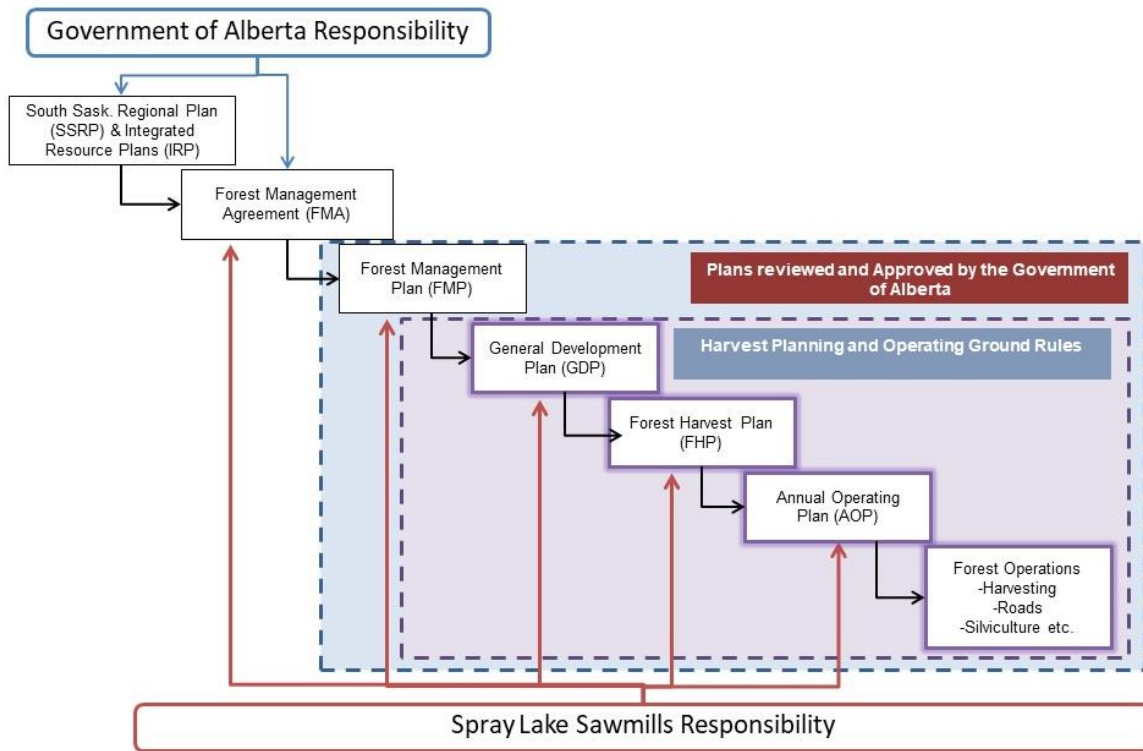 Government of Alberta Responsibility
South Sask. Regional Plan
(SSRP) & Integrated
Resource Plans (IRP)
Forest Management
Agreement (FMA)
Forest Management
Plan (FMP)
Plans reviewed and Approved by the Government
of Alberta
General Development
Plan (GDP)
Harvest Planning and Operating Ground Rules
Forest Harvest Plan
(FHP)
Annual Operating
Plan (AOP)
Forest Operations
-Harvesting
-Roads
-Silviculture etc.
Spray Lake Sawmills Responsibility